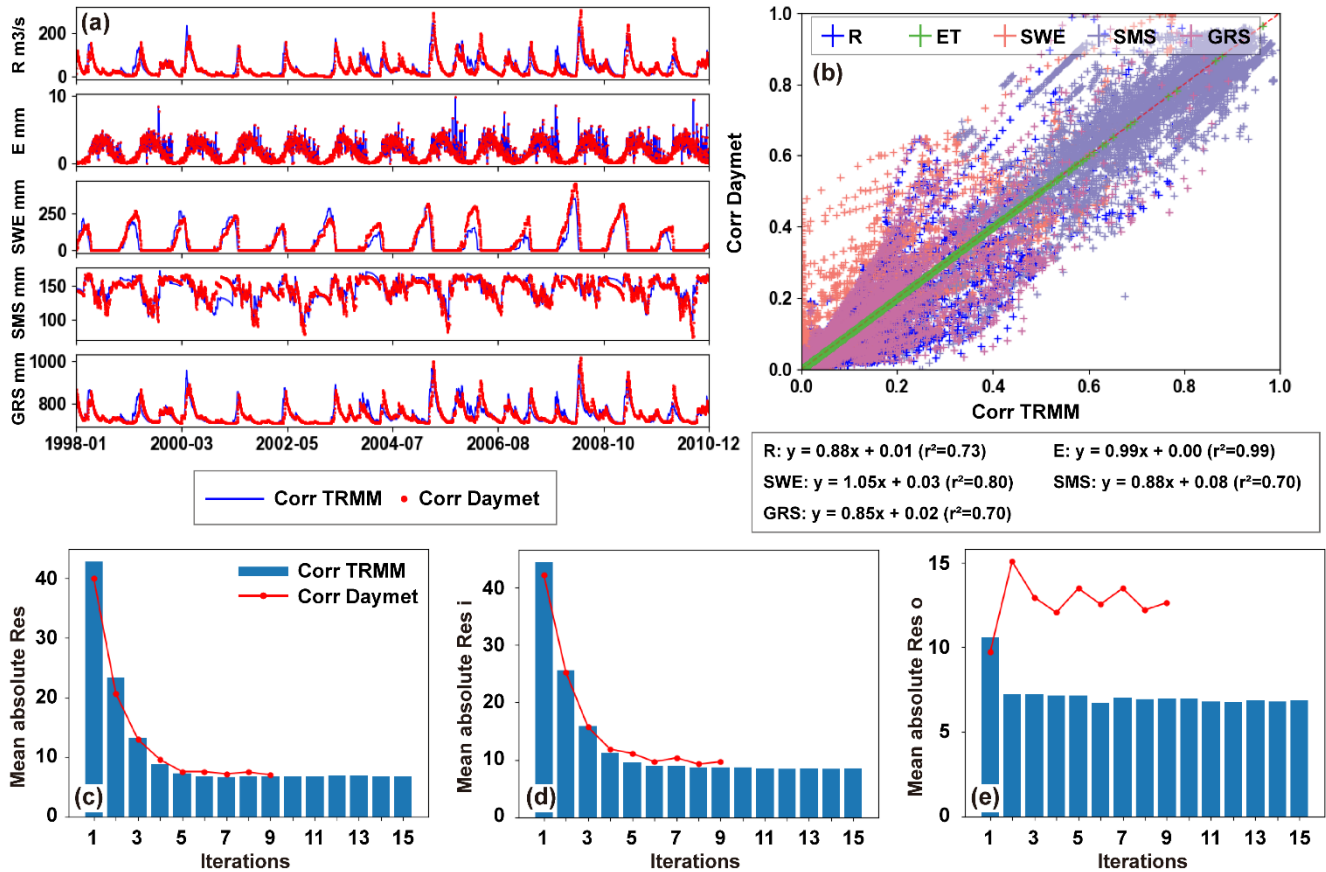 (a)
R m3/s
200
0
E mm
10
0
SWE mm
250
0
SMS mm
150
100
GRS mm
1000
800
1998-01 2000-03 2002-05 2004-07 2006-08 2008-10 2010-12
Corr TRMM Corr Daymet
(b)
R ET SWE SMS GRS
Corr Daymet
1.0
0.8
0.6
0.4
0.2
0.0
0.0 0.2 0.4 0.6 0.8 1.0
Corr TRMM
R: y = 0.88x + 0.01 (r²=0.73) E: y = 0.99x + 0.00 (r²=0.99)
SWE: y = 1.05x + 0.03 (r²=0.80) SMS: y = 0.88x + 0.08 (r²=0.70)
GRS: y = 0.85x + 0.02 (r²=0.70)
Mean absolute Res
40
30
20
10
0
Corr TRMM
Corr Daymet
(c)
1 3 5 7 9 11 13 15
Iterations
Mean absolute Res i
40
30
20
10
0
(d)
1 3 5 7 9 11 13 15
Iterations
Mean absolute Res o
15
10
5
0
(e)
1 3 5 7 9 11 13 15
Iterations